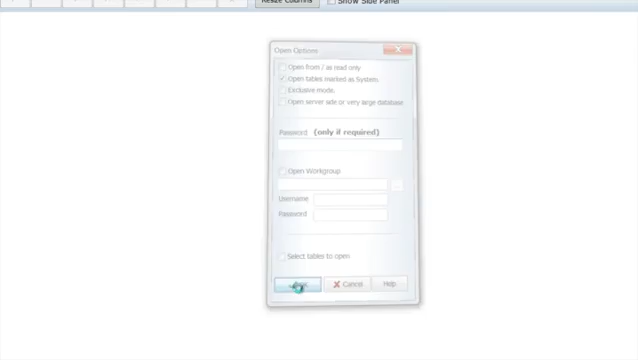 Resize Columns
Show Side Panel
Open Options
Open from / as read only
Open tables marked as System
Exclusive mode.
Open server side or very large database
Password (only if required)
Open Workgroup
Username
Password
Select tables to open
Cancel
Help